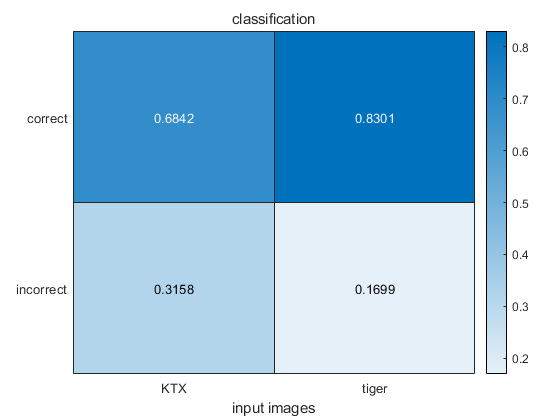 classification
correct
0.6842
0.8301
incorrect
0.3158
0.1699
KTX
tiger
input images
0.8
0.7
0.6
0.5
0.4
0.3
0.2